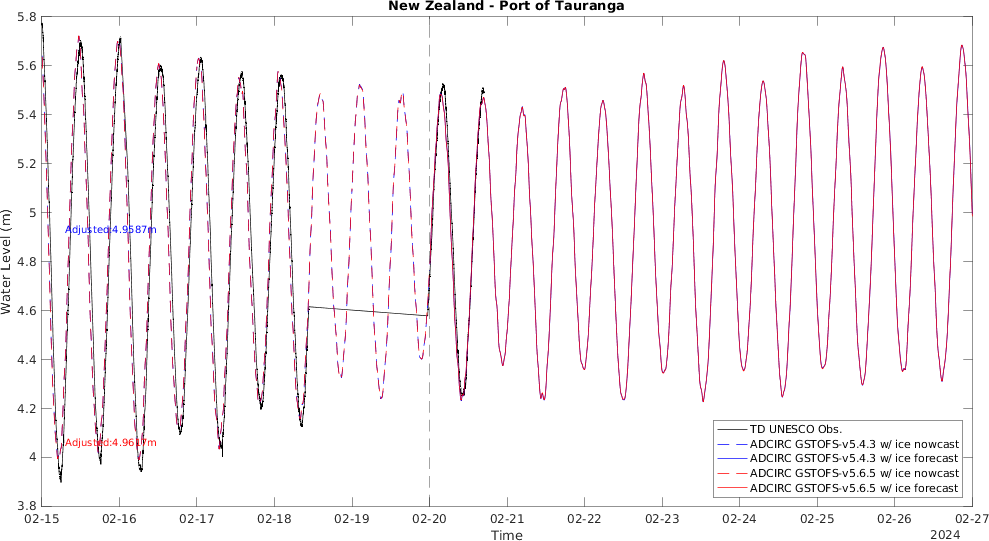 New Zealand - Port of Tauranga
5.8
5.6
5.4
5.2
5
4.8
4.6
4.4
4.2
4
3.8
Water Level (m)
Adjusted:4.9587m
Adjusted:4.9617m
TD UNESCO Obs.
ADCIRC GSTOFS-v5.4.3 w/ ice nowcast
ADCIRC GSTOFS-v5.4.3 w/ ice forecast
ADCIRC GSTOFS-v5.6.5 w/ ice nowcast
ADCIRC GSTOFS-v5.6.5 w/ ice forecast
02-15 02-16 02-17 02-18 02-19 02-20 02-21 02-22 02-23 02-24 02-25 02-26 02-27
Time
2024